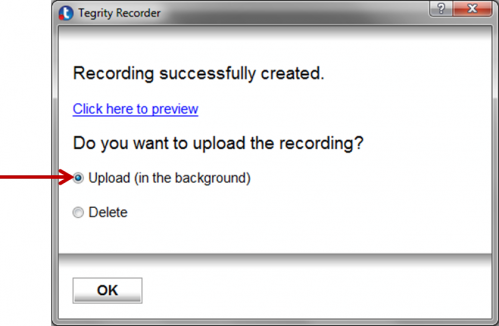 Tegrity Recorder
Recording successfully created.
Click here to preview
Do you want to upload the recording?
Upload (in the background)
Delete
OK